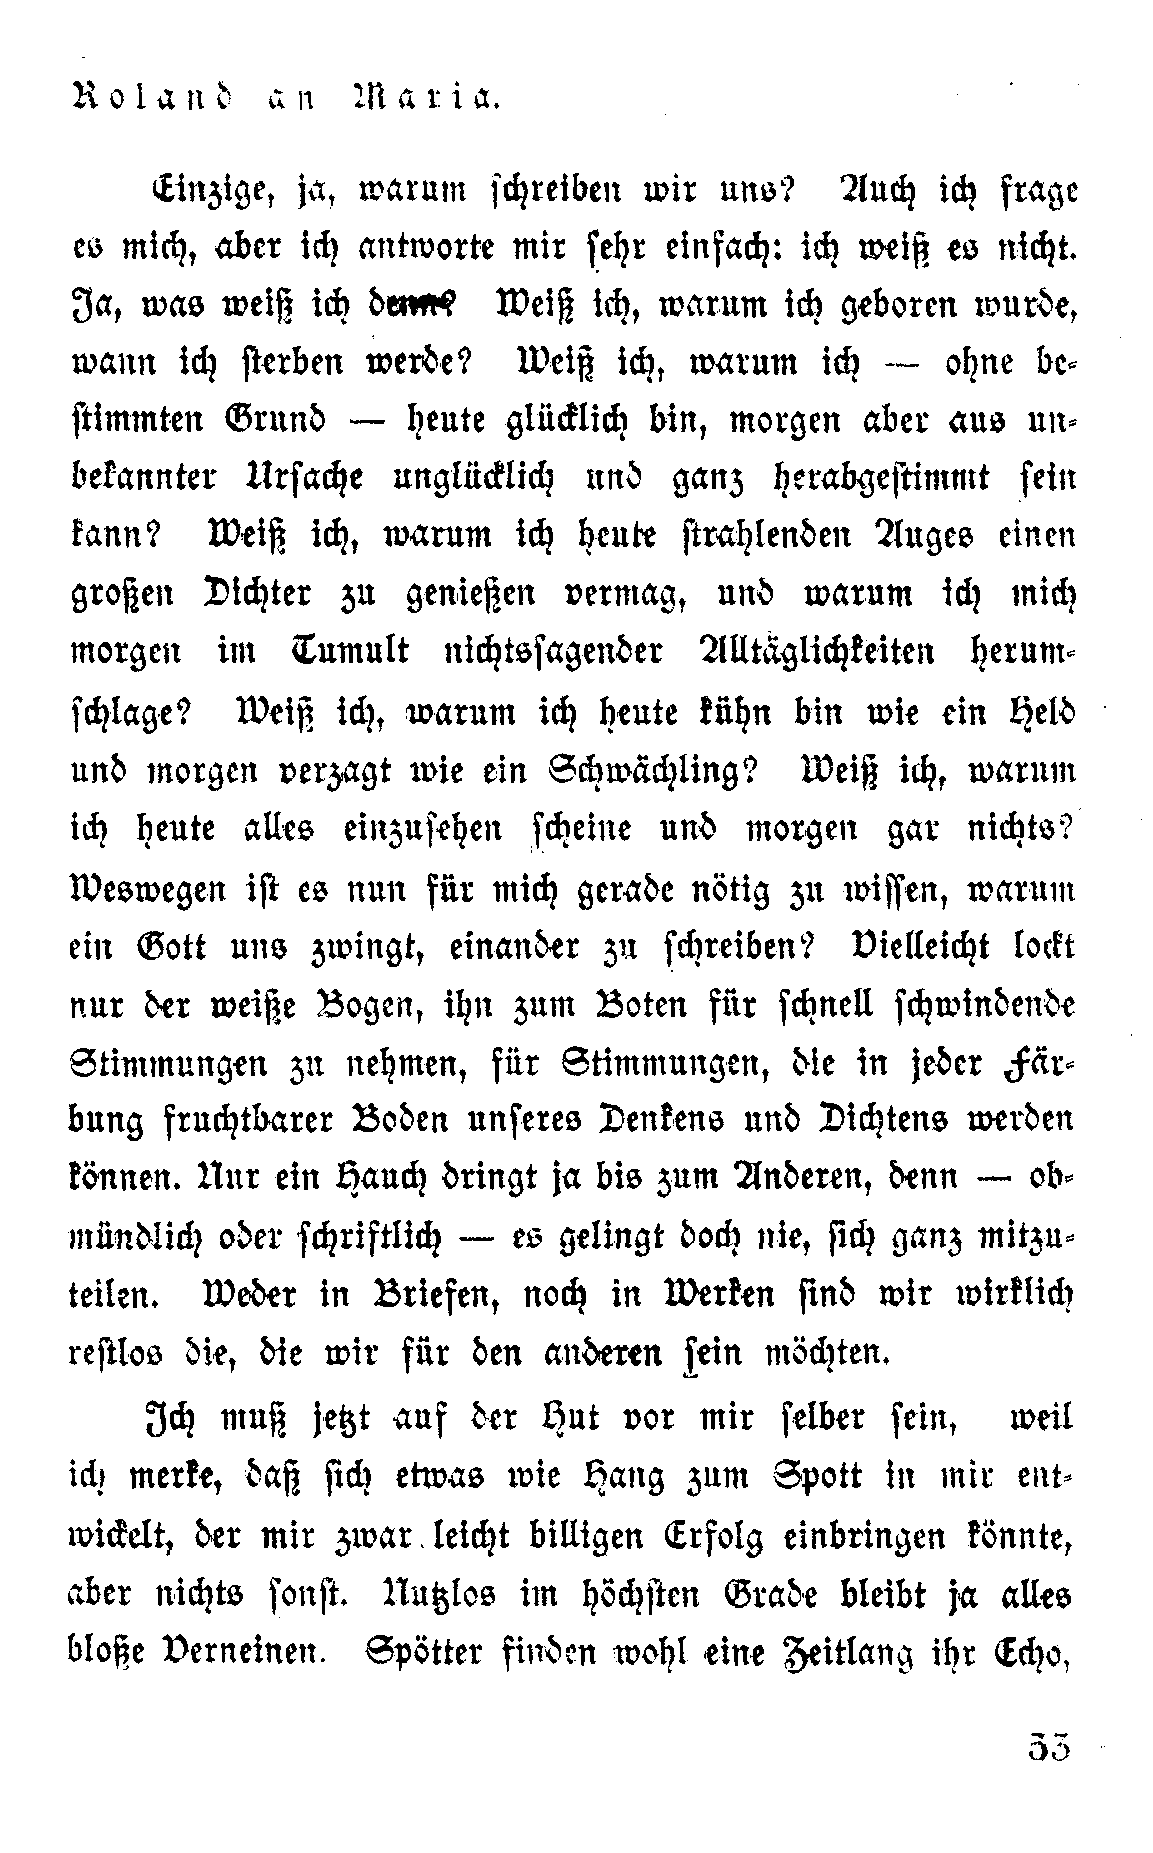 Roland an Maria.
Einzige, ja, warum schreiben wir uns? Auch ich frage
es mich, aber ich antworte mir sehr einfach: ich weiß es nicht.
Ja, was weiß ich denn? Weiß ich, warum ich geboren wurde,
wann ich sterben werde? Weiß ich, warum ich — ohne be-
stimmten Grund — heute glücklich bin, morgen aber aus un-
bekannter Ursache unglücklich und ganz herabgestimmt sein
kann? Weiß ich, warum ich heute strahlenden Auges einen
großen Dichter zu genießen vermag, und warum ich mich
morgen im Tumult nichtssagender Alltäglichkeiten herum-
schlage? Weiß ich, warum ich heute kühn bin wie ein Held
und morgen verzagt wie ein Schwächling? Weiß ich, warum
ich heute alles einzusehen scheine und morgen gar nichts?
Weswegen ist es nun für mich gerade nötig zu wissen, warum
ein Gott uns zwingt, einander zu schreiben? Vielleicht lockt
nur der weiße Bogen, ihn zum Boten für schnell schwindende
Stimmungen zu nehmen, für Stimmungen, die in jeder Fär-
bung fruchtbarer Boden unseres Denkens und Dichtens werden
können. Nur ein Hauch dringt ja bis zum Anderen, denn — ob-
mündlich oder schriftlich — es gelingt doch nie, sich ganz mitzu-
teilen. Weder in Briefen, noch in Werken sind wir wirklich
restlos die, die wir für den anderen sein möchten.
Ich muß jetzt auf der Hut vor mir selber sein, weil
ich merke, daß sich etwas wie Hang zum Spott in mir ent-
wickelt, der mir zwar leicht billigen Erfolg einbringen könnte,
aber nichts sonst. Nutzlos im höchsten Grade bleibt ja alles
bloße Verneinen. Spötter finden wohl eine Zeitlang ihr Echo,